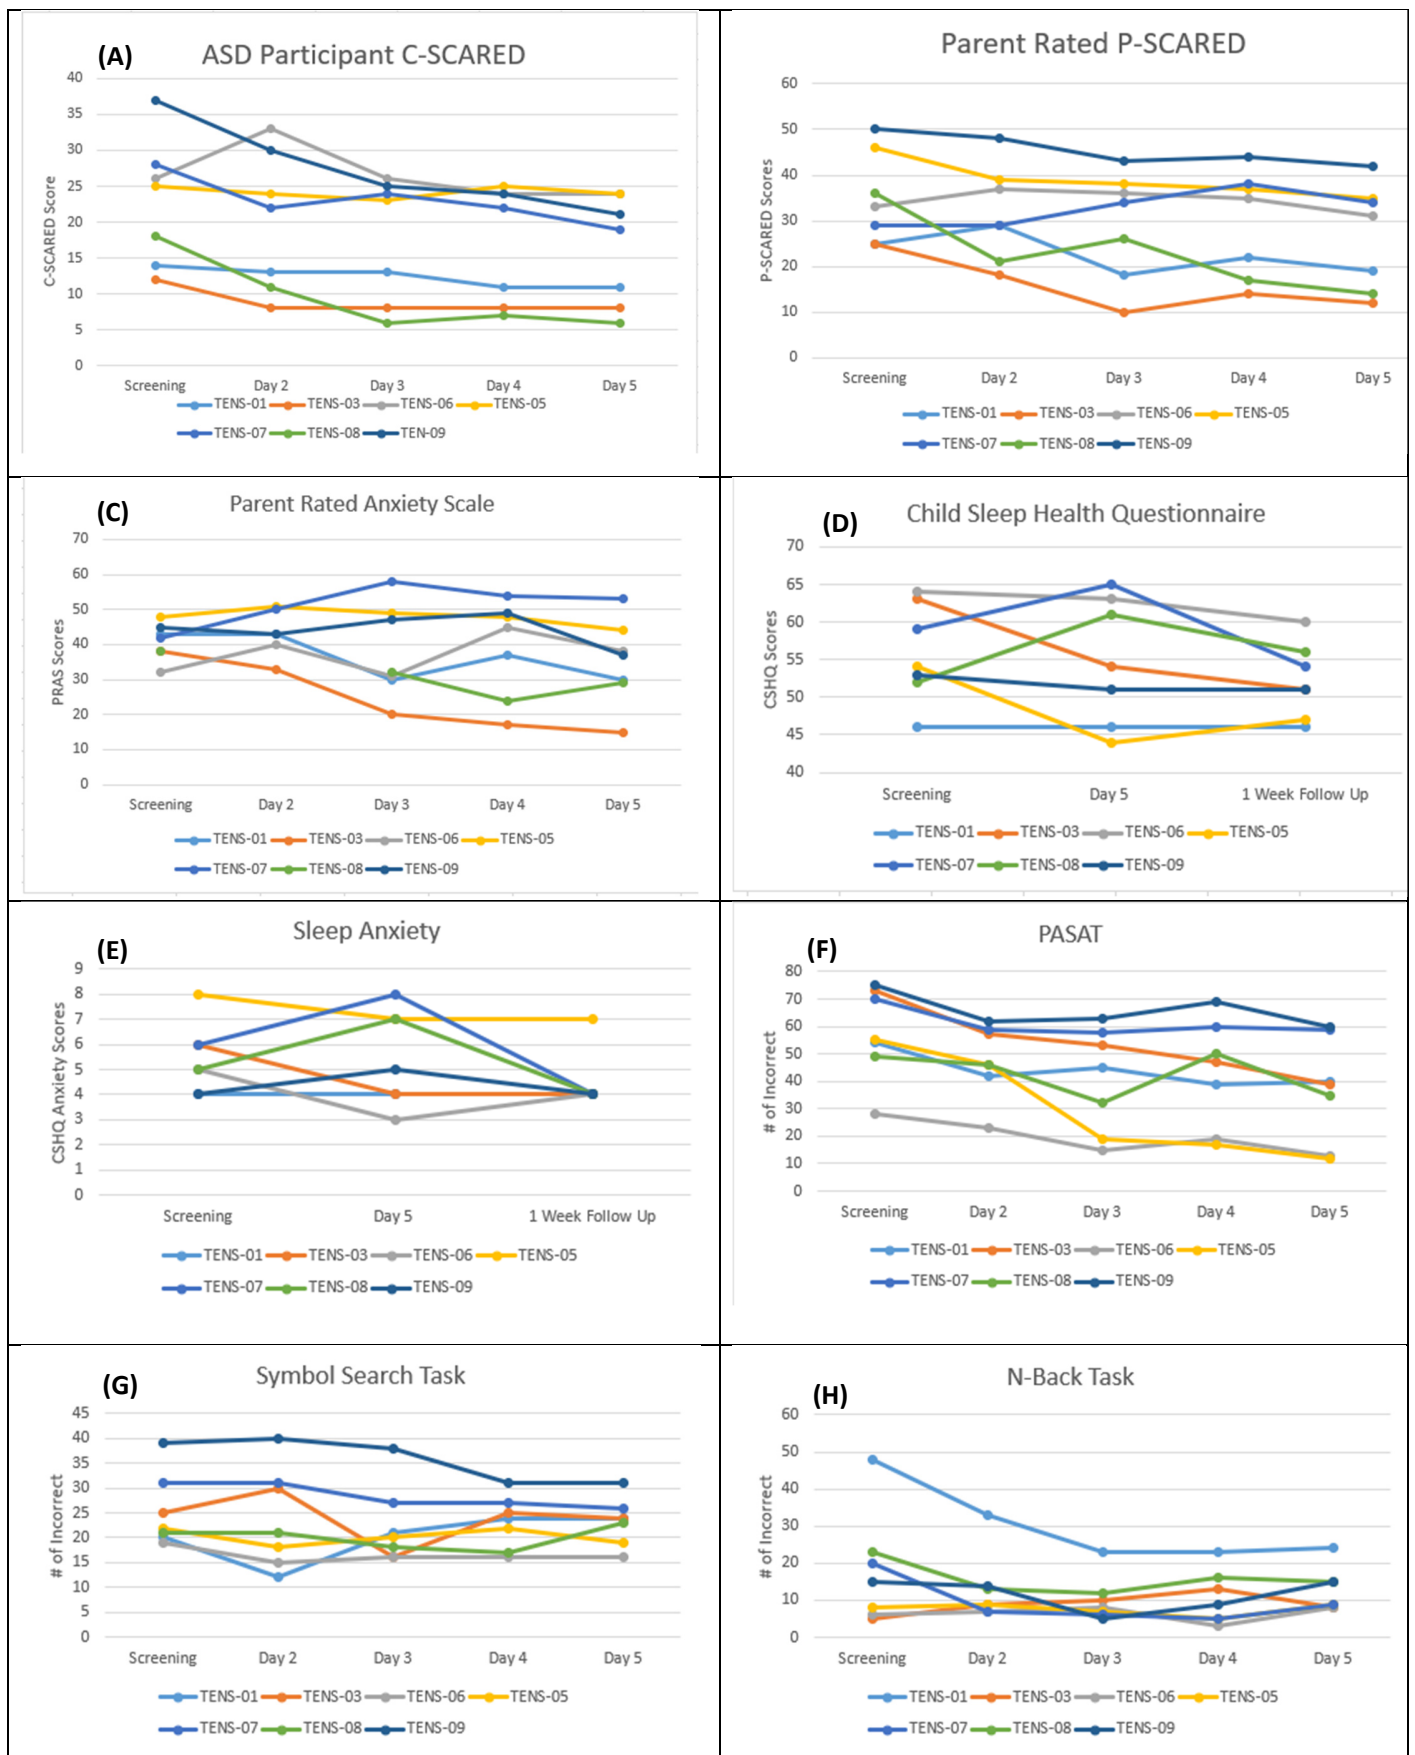 (A)
ASD Participant C-SCARED
40
35
30
25
20
15
10
5
0
C-SCARED Score
Screening Day 2 Day 3 Day 4 Day 5
TENS-01 TENS-03 TENS-06 TENS-05
TENS-07 TENS-08 TEN-09
Parent Rated P-SCARED
60
50
40
30
20
10
0
P-SCARED Scores
Screening Day 2 Day 3 Day 4 Day 5
TENS-01 TENS-03 TENS-06 TENS-05
TENS-07 TENS-08 TENS-09
(C)
Parent Rated Anxiety Scale
70
60
50
40
30
20
10
0
PRAS Scores
Screening Day 2 Day 3 Day 4 Day 5
TENS-01 TENS-03 TENS-06 TENS-05
TENS-07 TENS-08 TENS-09
(D)
Child Sleep Health Questionnaire
70
65
60
55
50
45
40
CSHQ Scores
Screening Day 5 1 Week Follow Up
TENS-01 TENS-03 TENS-06 TENS-05
TENS-07 TENS-08 TENS-09
(E)
Sleep Anxiety
9
8
7
6
5
4
3
2
1
0
CSHQ Anxiety Scores
Screening Day 5 1 Week Follow Up
TENS-01 TENS-03 TENS-06 TENS-05
TENS-07 TENS-08 TENS-09
(F)
PASAT
80
70
60
50
40
30
20
10
0
# of Incorrect
Screening Day 2 Day 3 Day 4 Day 5
TENS-01 TENS-03 TENS-06 TENS-05
TENS-07 TENS-08 TENS-09
(G)
Symbol Search Task
45
40
35
30
25
20
15
10
5
0
# of Incorrect
Screening Day 2 Day 3 Day 4 Day 5
TENS-01 TENS-03 TENS-06 TENS-05
TENS-07 TENS-08 TENS-09
(H)
N-Back Task
60
50
40
30
20
10
0
# of Incorrect
Screening Day 2 Day 3 Day 4 Day 5
TENS-01 TENS-03 TENS-06 TENS-05
TENS-07 TENS-08 TENS-09